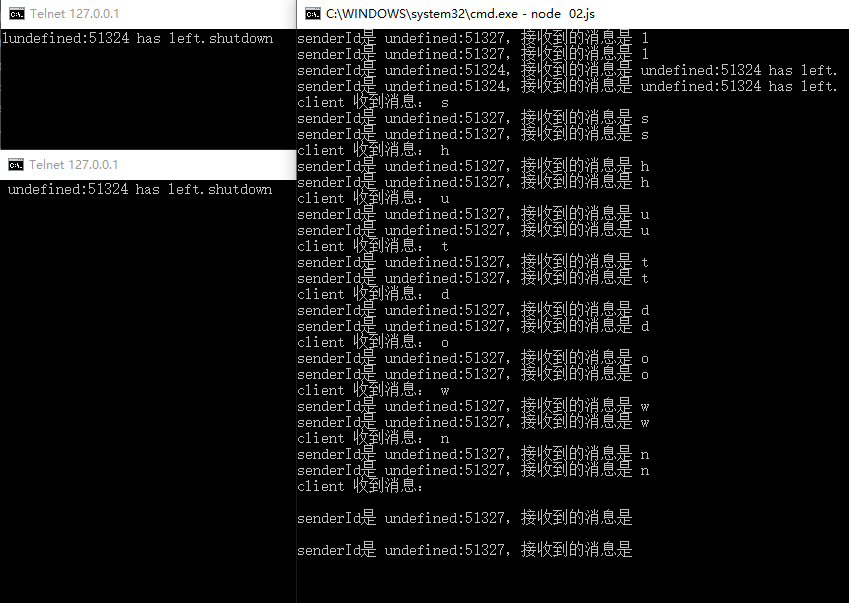 Telnet 127.0.0.1
lundefined:51324 has left.shutdown
Telnet 127.0.0.1
undefined:51324 has left.shutdown
C:\WINDOWS\system32\cmd.exe - node  02.js
senderId是 undefined:51327, 接收到的消息是 l
senderId是 undefined:51327, 接收到的消息是 l
senderId是 undefined:51324, 接收到的消息是 undefined:51324 has left.
senderId是 undefined:51324, 接收到的消息是 undefined:51324 has left.
client 收到消息： s
senderId是 undefined:51327, 接收到的消息是 s
senderId是 undefined:51327, 接收到的消息是 s
client 收到消息： h
senderId是 undefined:51327, 接收到的消息是 h
senderId是 undefined:51327, 接收到的消息是 h
client 收到消息： u
senderId是 undefined:51327, 接收到的消息是 u
senderId是 undefined:51327, 接收到的消息是 u
client 收到消息： t
senderId是 undefined:51327, 接收到的消息是 t
senderId是 undefined:51327, 接收到的消息是 t
client 收到消息： d
senderId是 undefined:51327, 接收到的消息是 d
senderId是 undefined:51327, 接收到的消息是 d
client 收到消息： o
senderId是 undefined:51327, 接收到的消息是 o
senderId是 undefined:51327, 接收到的消息是 o
client 收到消息： w
senderId是 undefined:51327, 接收到的消息是 w
senderId是 undefined:51327, 接收到的消息是 w
client 收到消息： n
senderId是 undefined:51327, 接收到的消息是 n
senderId是 undefined:51327, 接收到的消息是 n
client 收到消息：
senderId是 undefined:51327, 接收到的消息是
senderId是 undefined:51327, 接收到的消息是